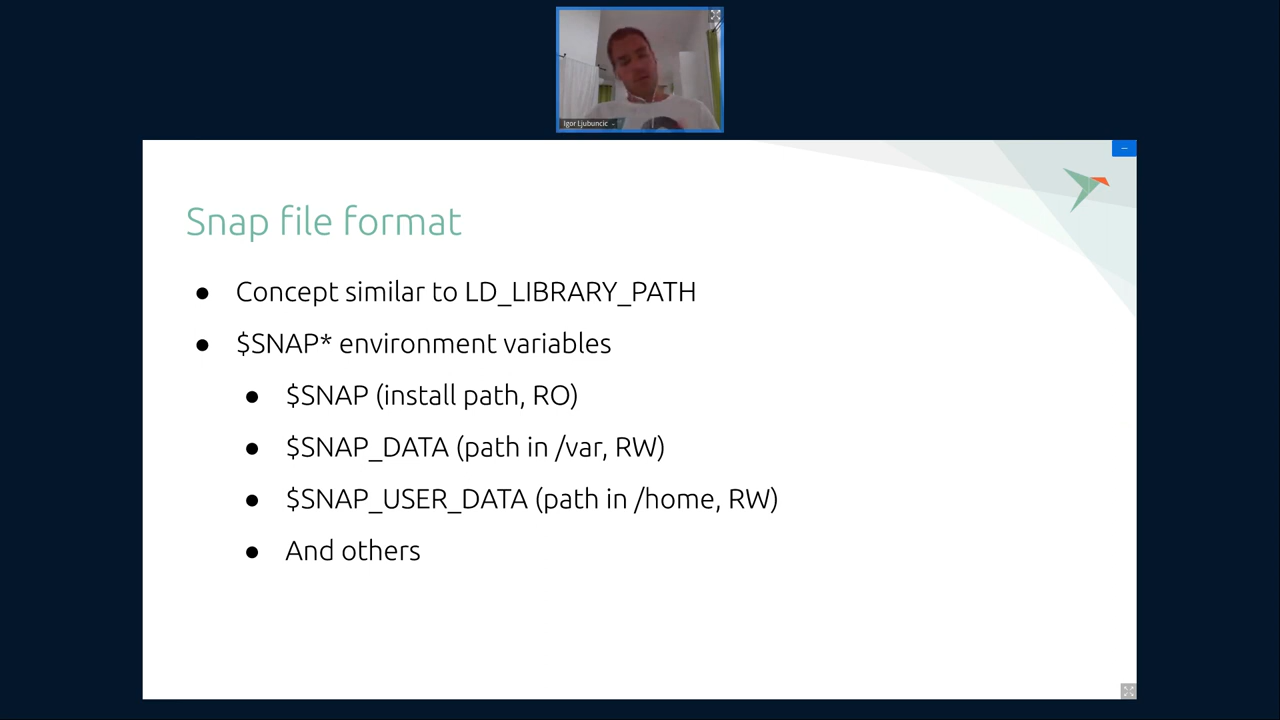 Igor Ljubuncic
Snap file format
● Concept similar to LD_LIBRARY_PATH
● $SNAP* environment variables
● $SNAP (install path, RO)
● $SNAP_DATA (path in /var, RW)
● $SNAP_USER_DATA (path in /home, RW)
● And others